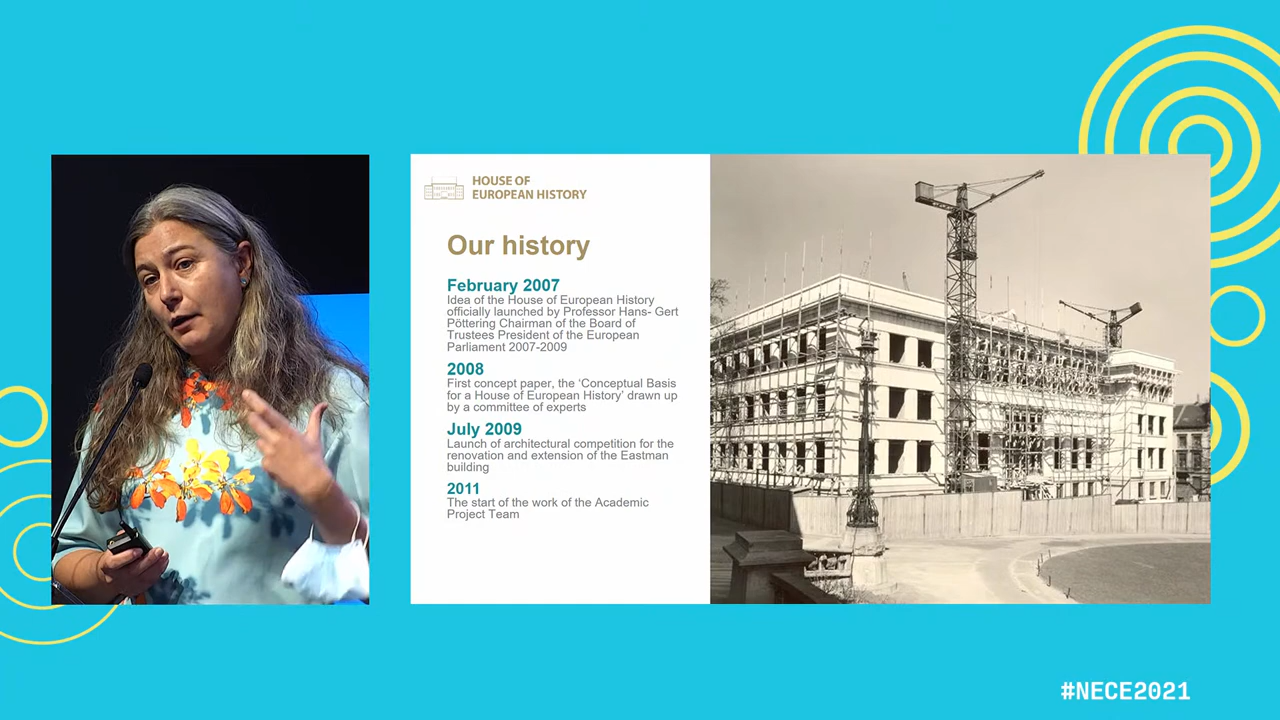 HOUSE OF
EUROPEAN HISTORY
Our history
February 2007
Idea of the House of European History
officially launched by Professor Hans- Gert
Pöttering Chairman of the Board of
Trustees President of the European
Parliament 2007-2009
2008
First concept paper, the ‘Conceptual Basis
for a House of European History’ drawn up
by a committee of experts
July 2009
Launch of architectural competition for the
renovation and extension of the Eastman
building
2011
The start of the work of the Academic
Project Team
#NECE2021